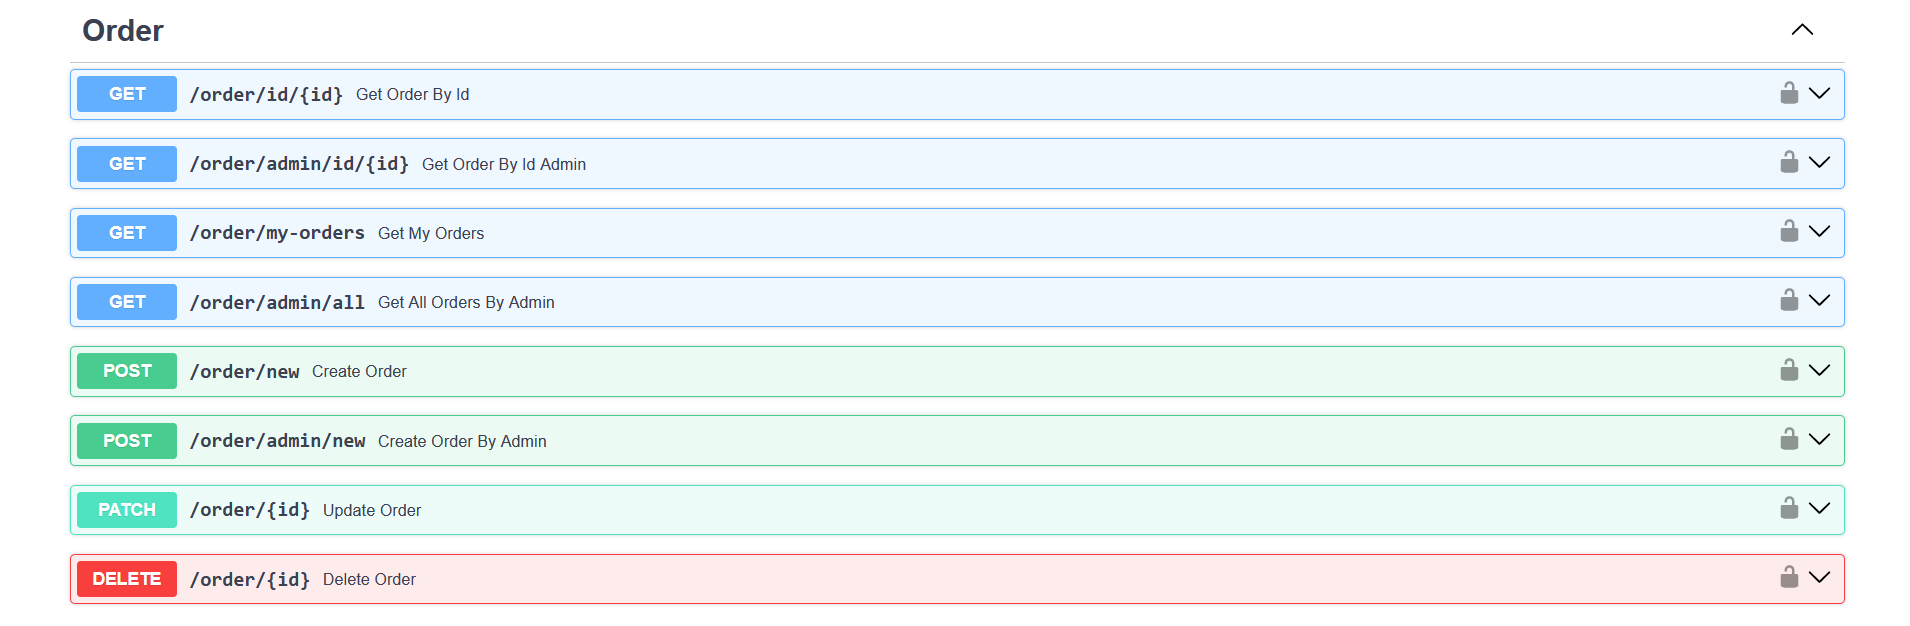 Order
GET /order/id/{id} Get Order By Id
GET /order/admin/id/{id} Get Order By Id Admin
GET /order/my-orders Get My Orders
GET /order/admin/all Get All Orders By Admin
POST /order/new Create Order
POST /order/admin/new Create Order By Admin
PATCH /order/{id} Update Order
DELETE /order/{id} Delete Order